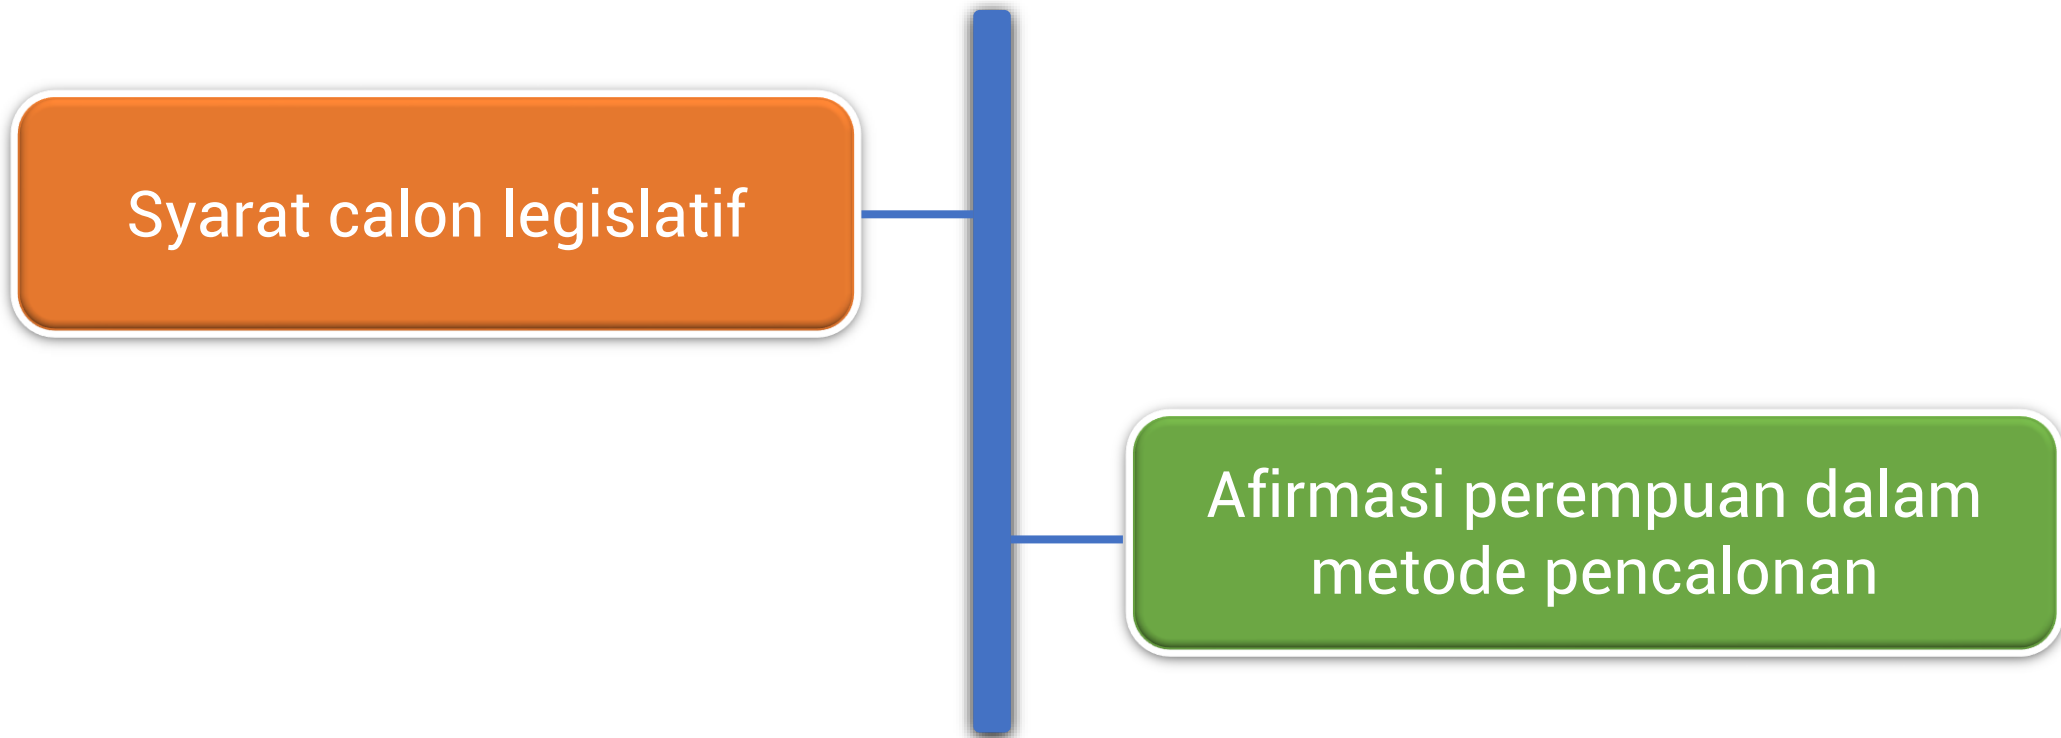 Syarat calon legislatif
Afirmasi perempuan dalam
metode pencalonan